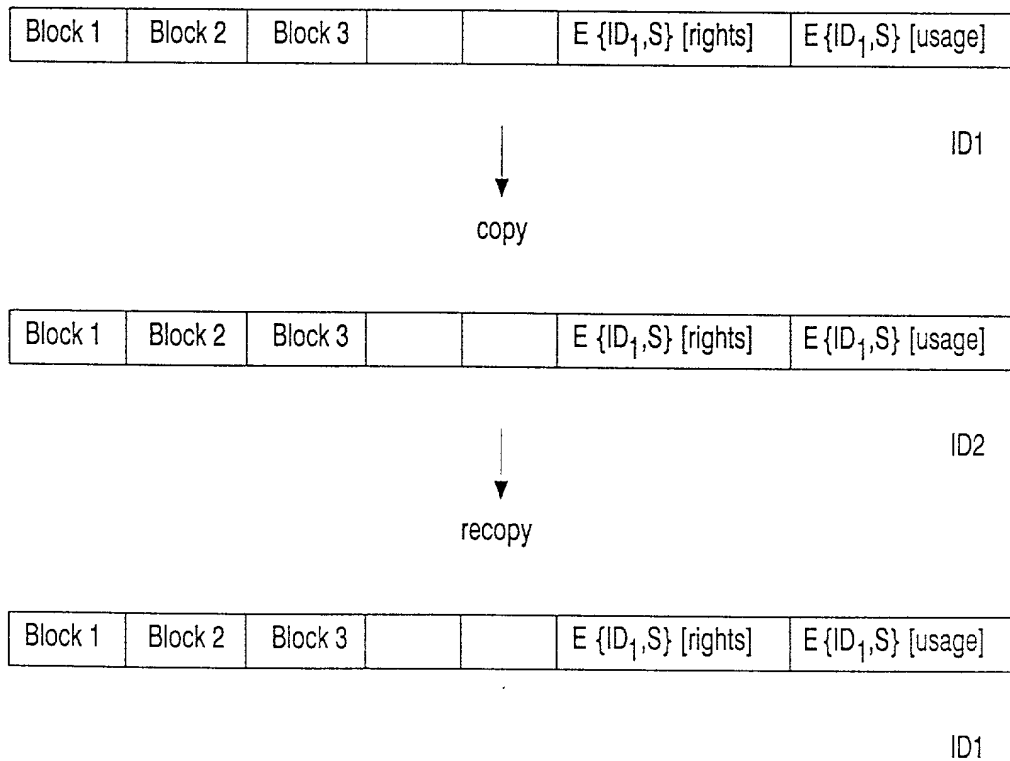 Block 1 Block 2 Block 3 E {ID₁,S} [rights] E {ID₁,S} [usage]
ID1
copy
Block 1 Block 2 Block 3 E {ID₁,S} [rights] E {ID₁,S} [usage]
ID2
recopy
Block 1 Block 2 Block 3 E {ID₁,S} [rights] E {ID₁,S} [usage]
ID1